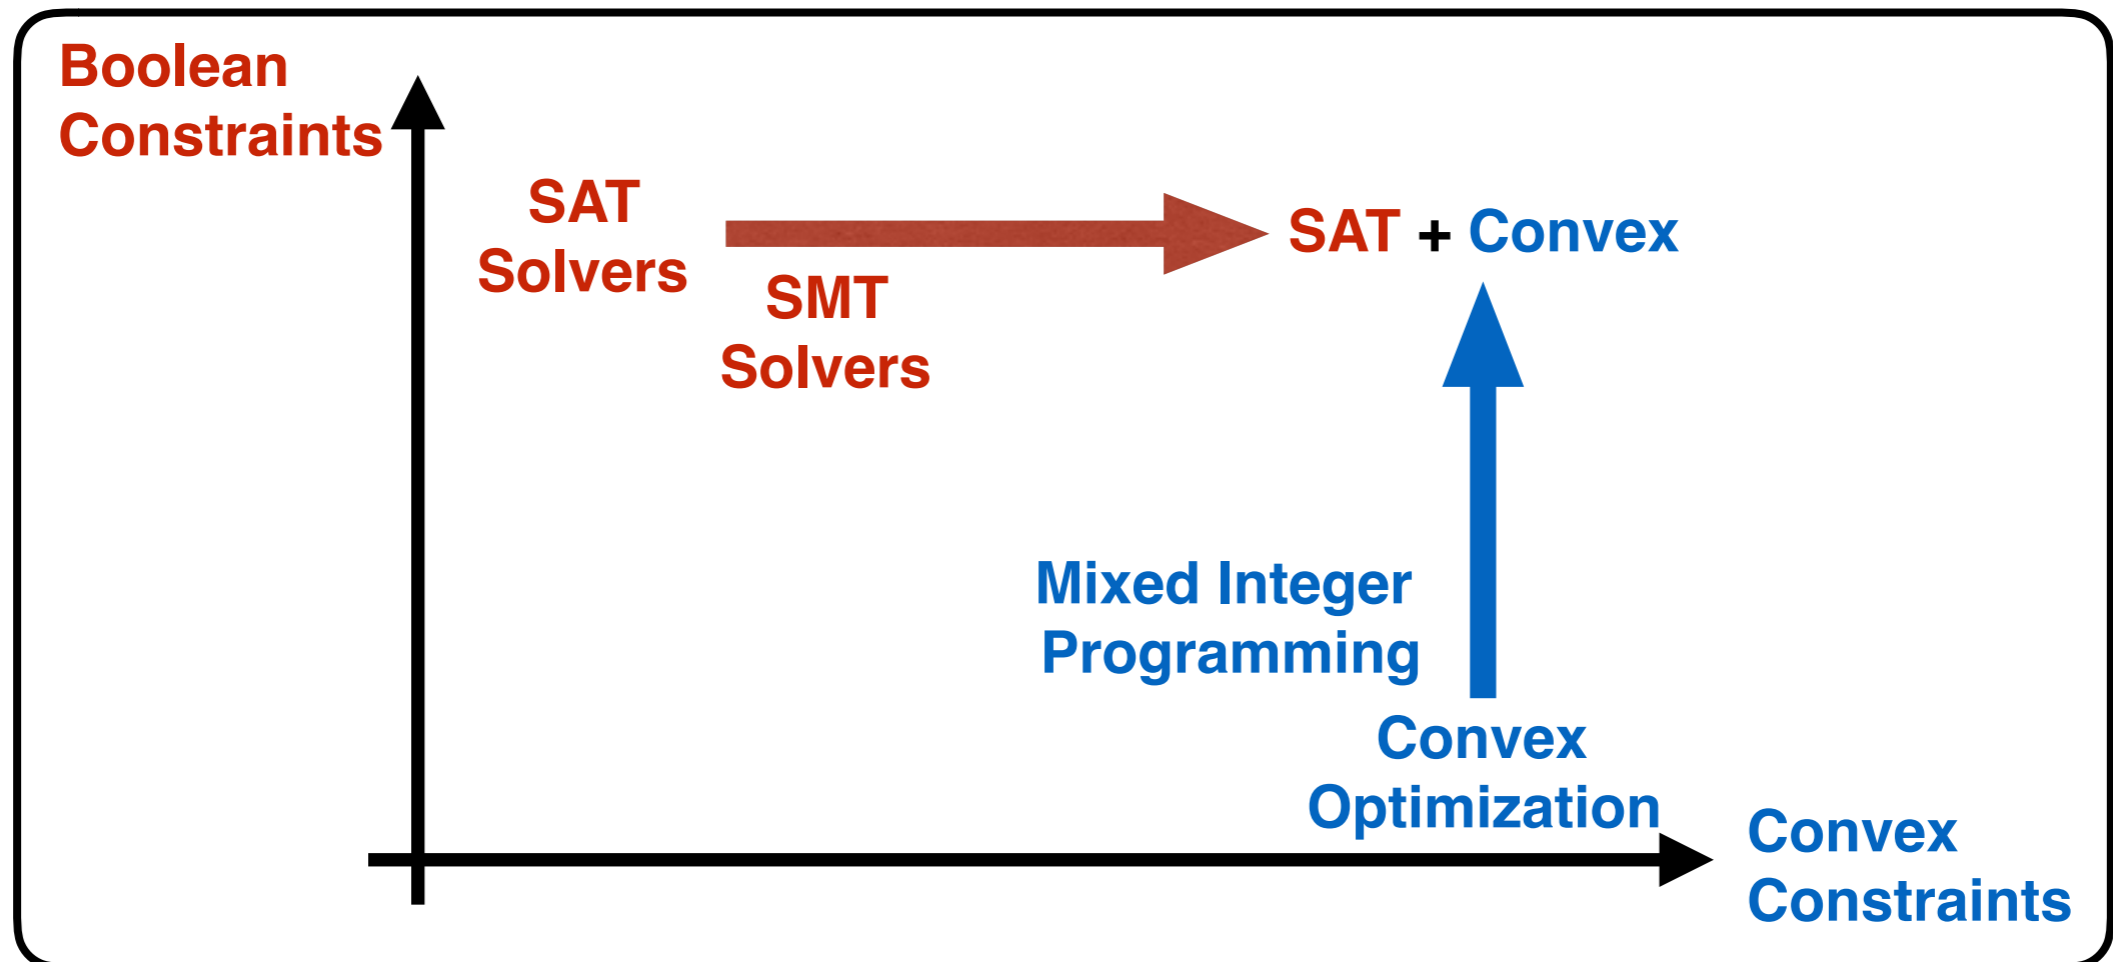 Boolean
Constraints
SAT
Solvers
SMT
Solvers
SAT + Convex
Mixed Integer
Programming
Convex
Optimization
Convex
Constraints